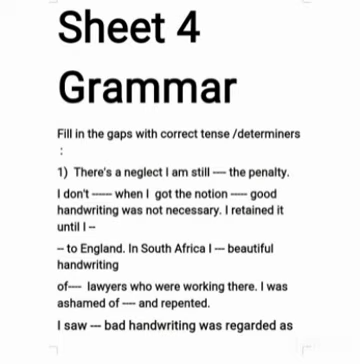 Sheet 4
Grammar
Fill in the gaps with correct tense /determiners
:
1) There's a neglect I am still --- the penalty.
I don't ----- when I got the notion ---- good
handwriting was not necessary. I retained it
until I --
-- to England. In South Africa I --- beautiful
handwriting
of---- lawyers who were working there. I was
ashamed of ---- and repented.
I saw --- bad handwriting was regarded as